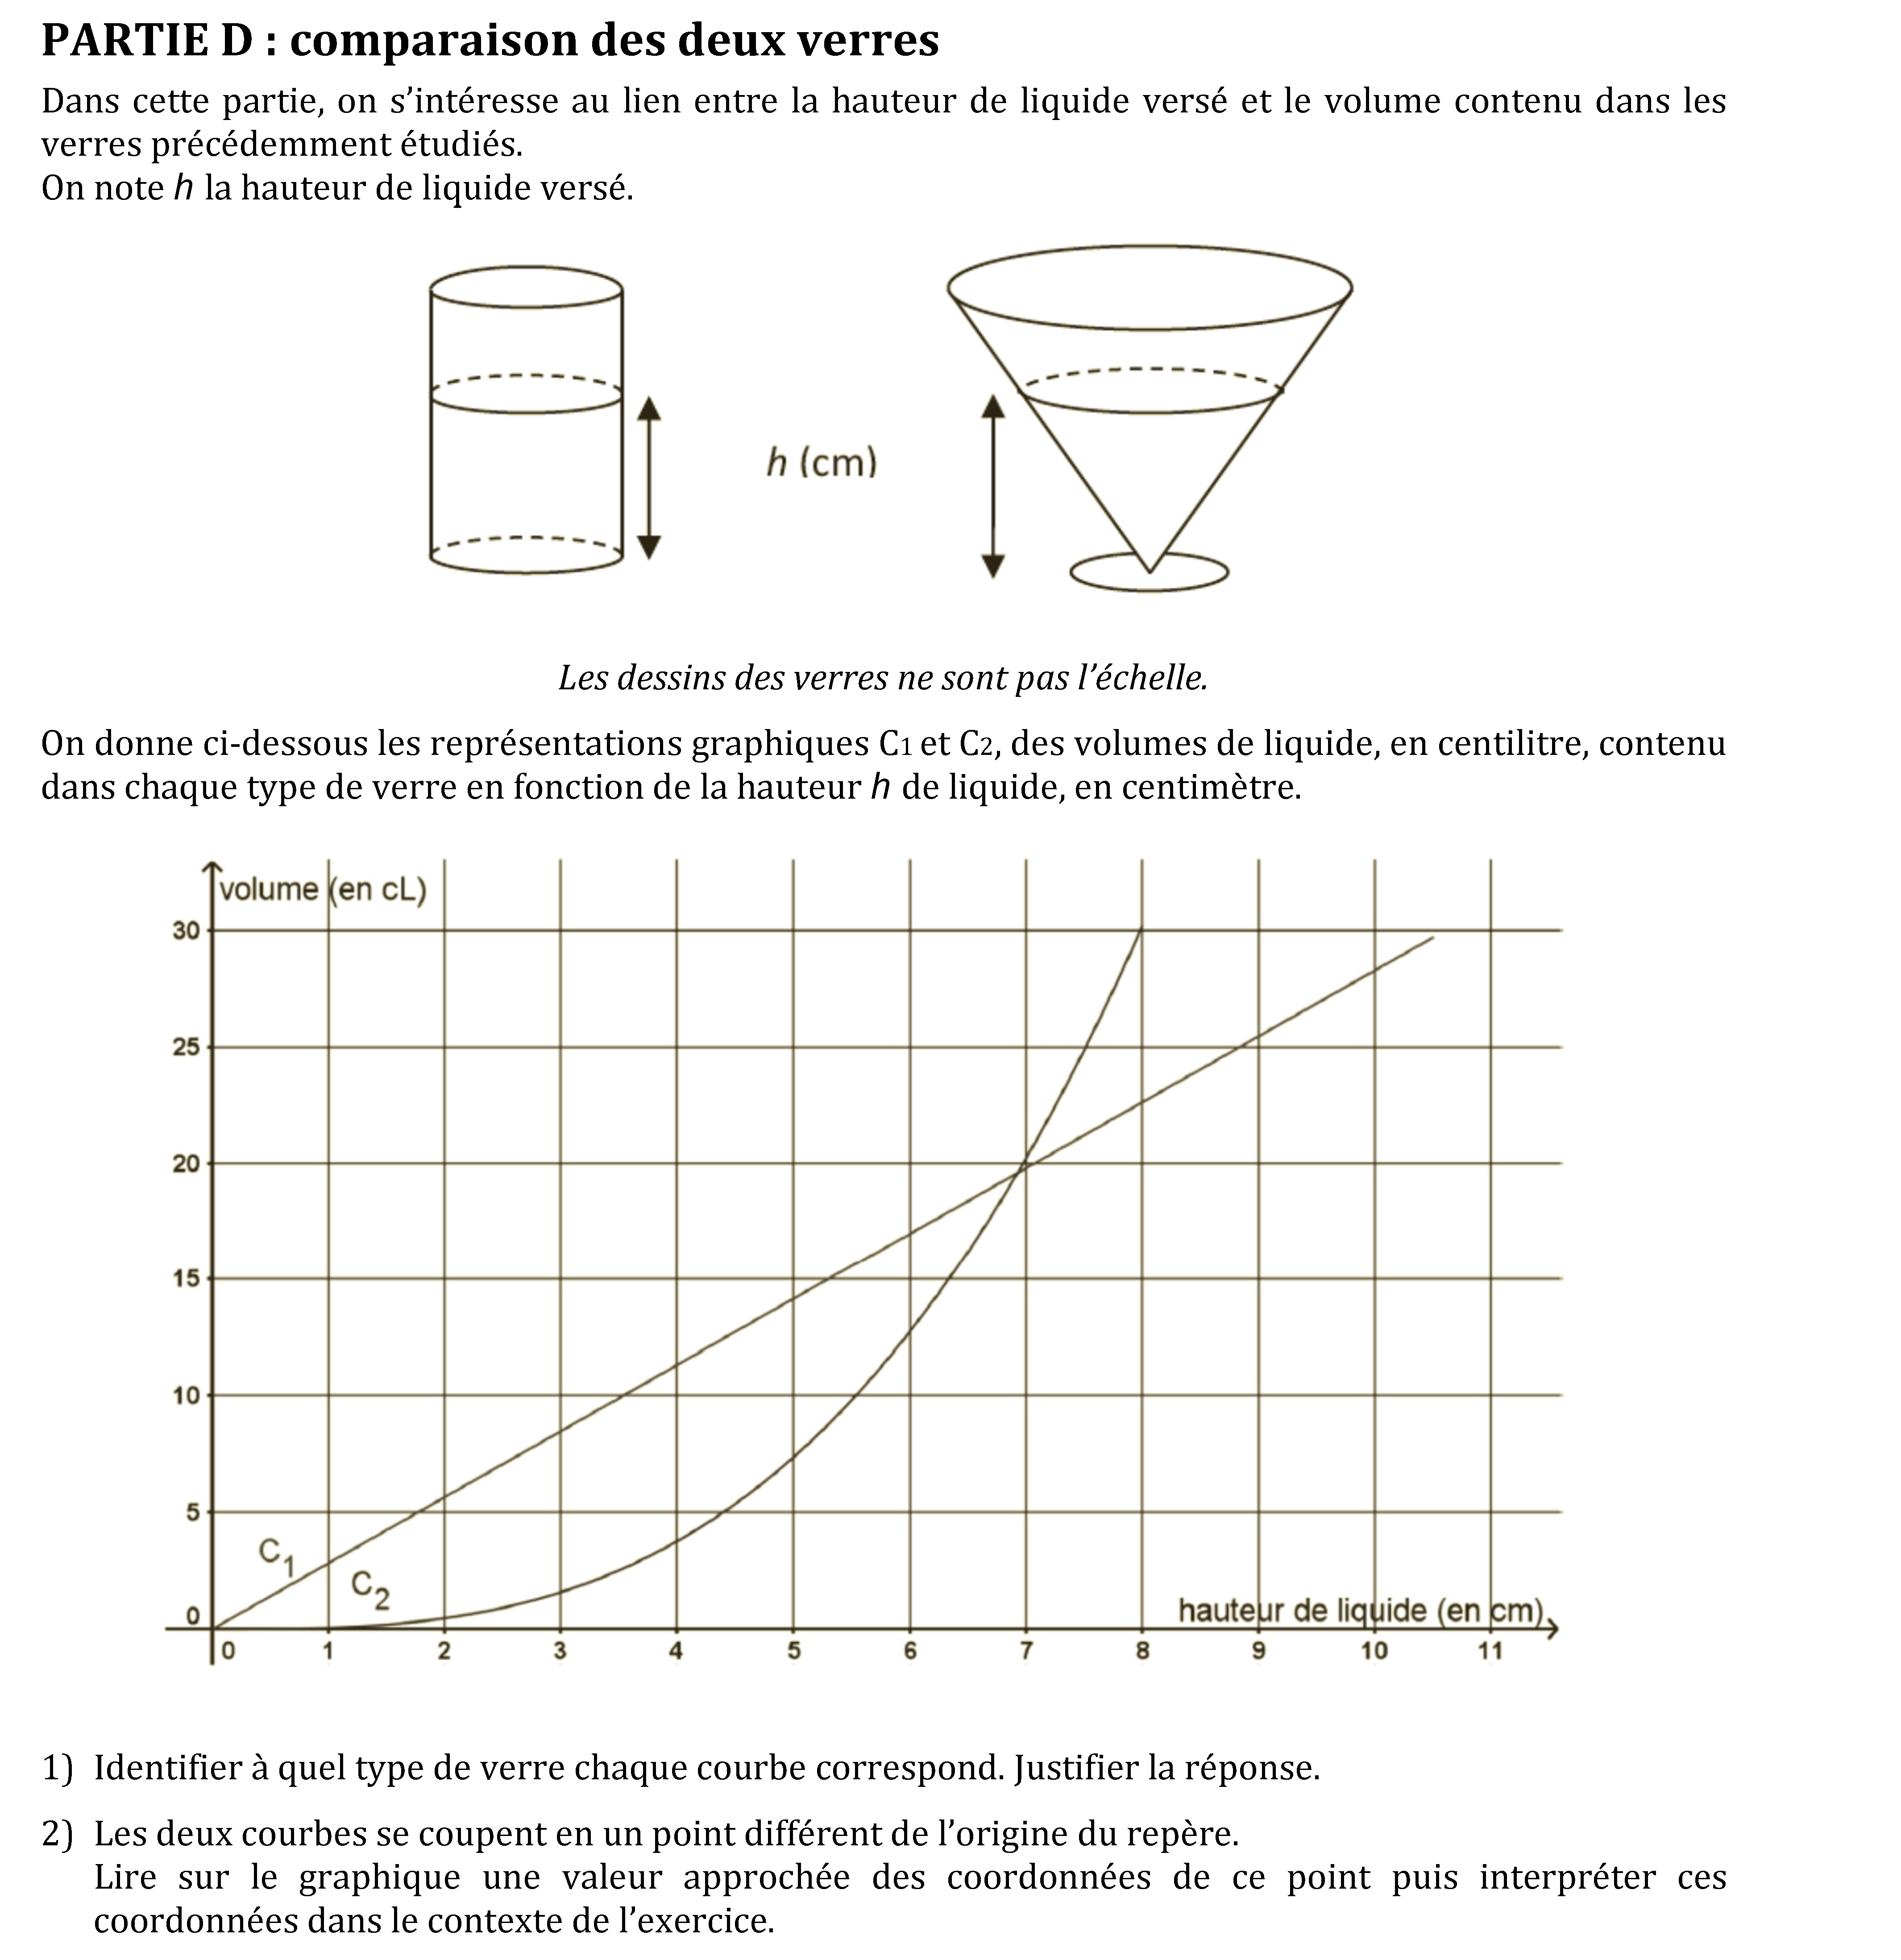 PARTIE D : comparaison des deux verres
Dans cette partie, on s’intéresse au lien entre la hauteur de liquide versé et le volume contenu dans les
verres précédemment étudiés.
On note h la hauteur de liquide versé.
h (cm)
Les dessins des verres ne sont pas l’échelle.
On donne ci-dessous les représentations graphiques C1 et C2, des volumes de liquide, en centilitre, contenu
dans chaque type de verre en fonction de la hauteur h de liquide, en centimètre.
volume (en cL)
30
25
20
15
10
5
0
C1
C2
hauteur de liquide (en cm)
0 1 2 3 4 5 6 7 8 9 10 11
1) Identifier à quel type de verre chaque courbe correspond. Justifier la réponse.
2) Les deux courbes se coupent en un point différent de l’origine du repère.
Lire sur le graphique une valeur approchée des coordonnées de ce point puis interpréter ces
coordonnées dans le contexte de l’exercice.